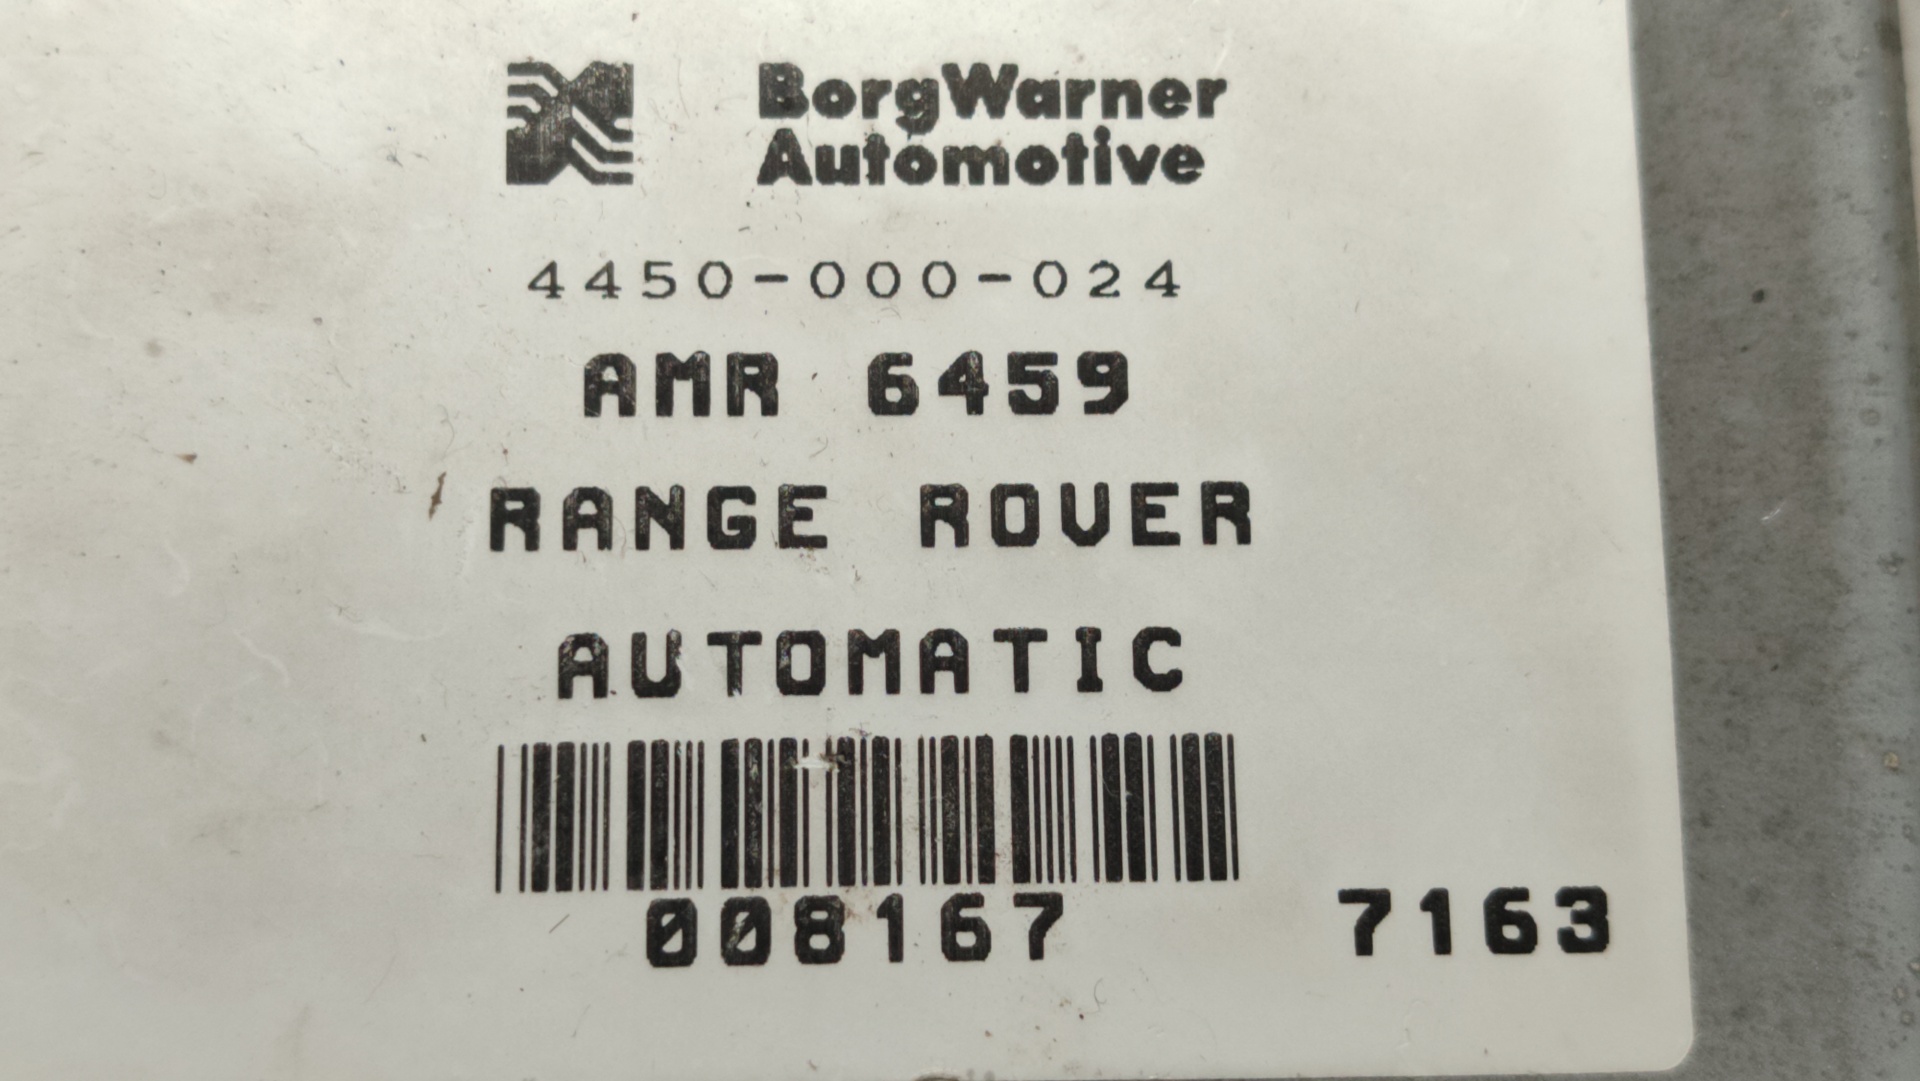 BorgWarner
Automotive
4450-000-024
AMR 6459
RANGE ROVER
AUTOMATIC
008167 7163